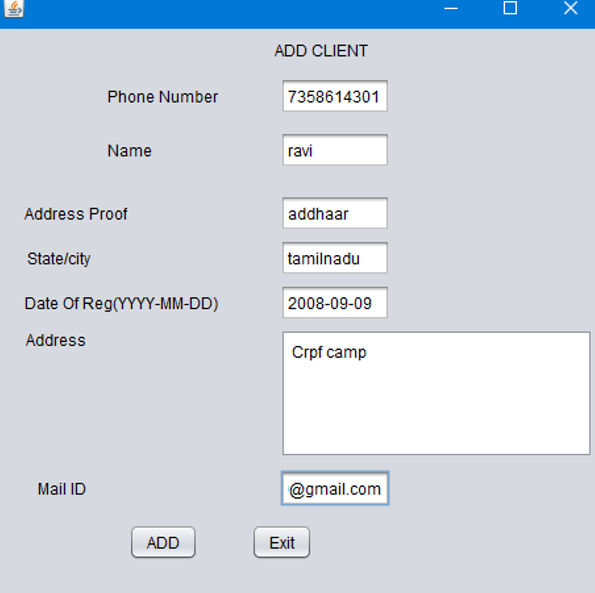 ADD CLIENT
Phone Number 7358614301
Name ravi
Address Proof addhaar
State/city tamilnadu
Date Of Reg(YYYY-MM-DD) 2008-09-09
Address Crpf camp
Mail ID @gmail.com
ADD Exit